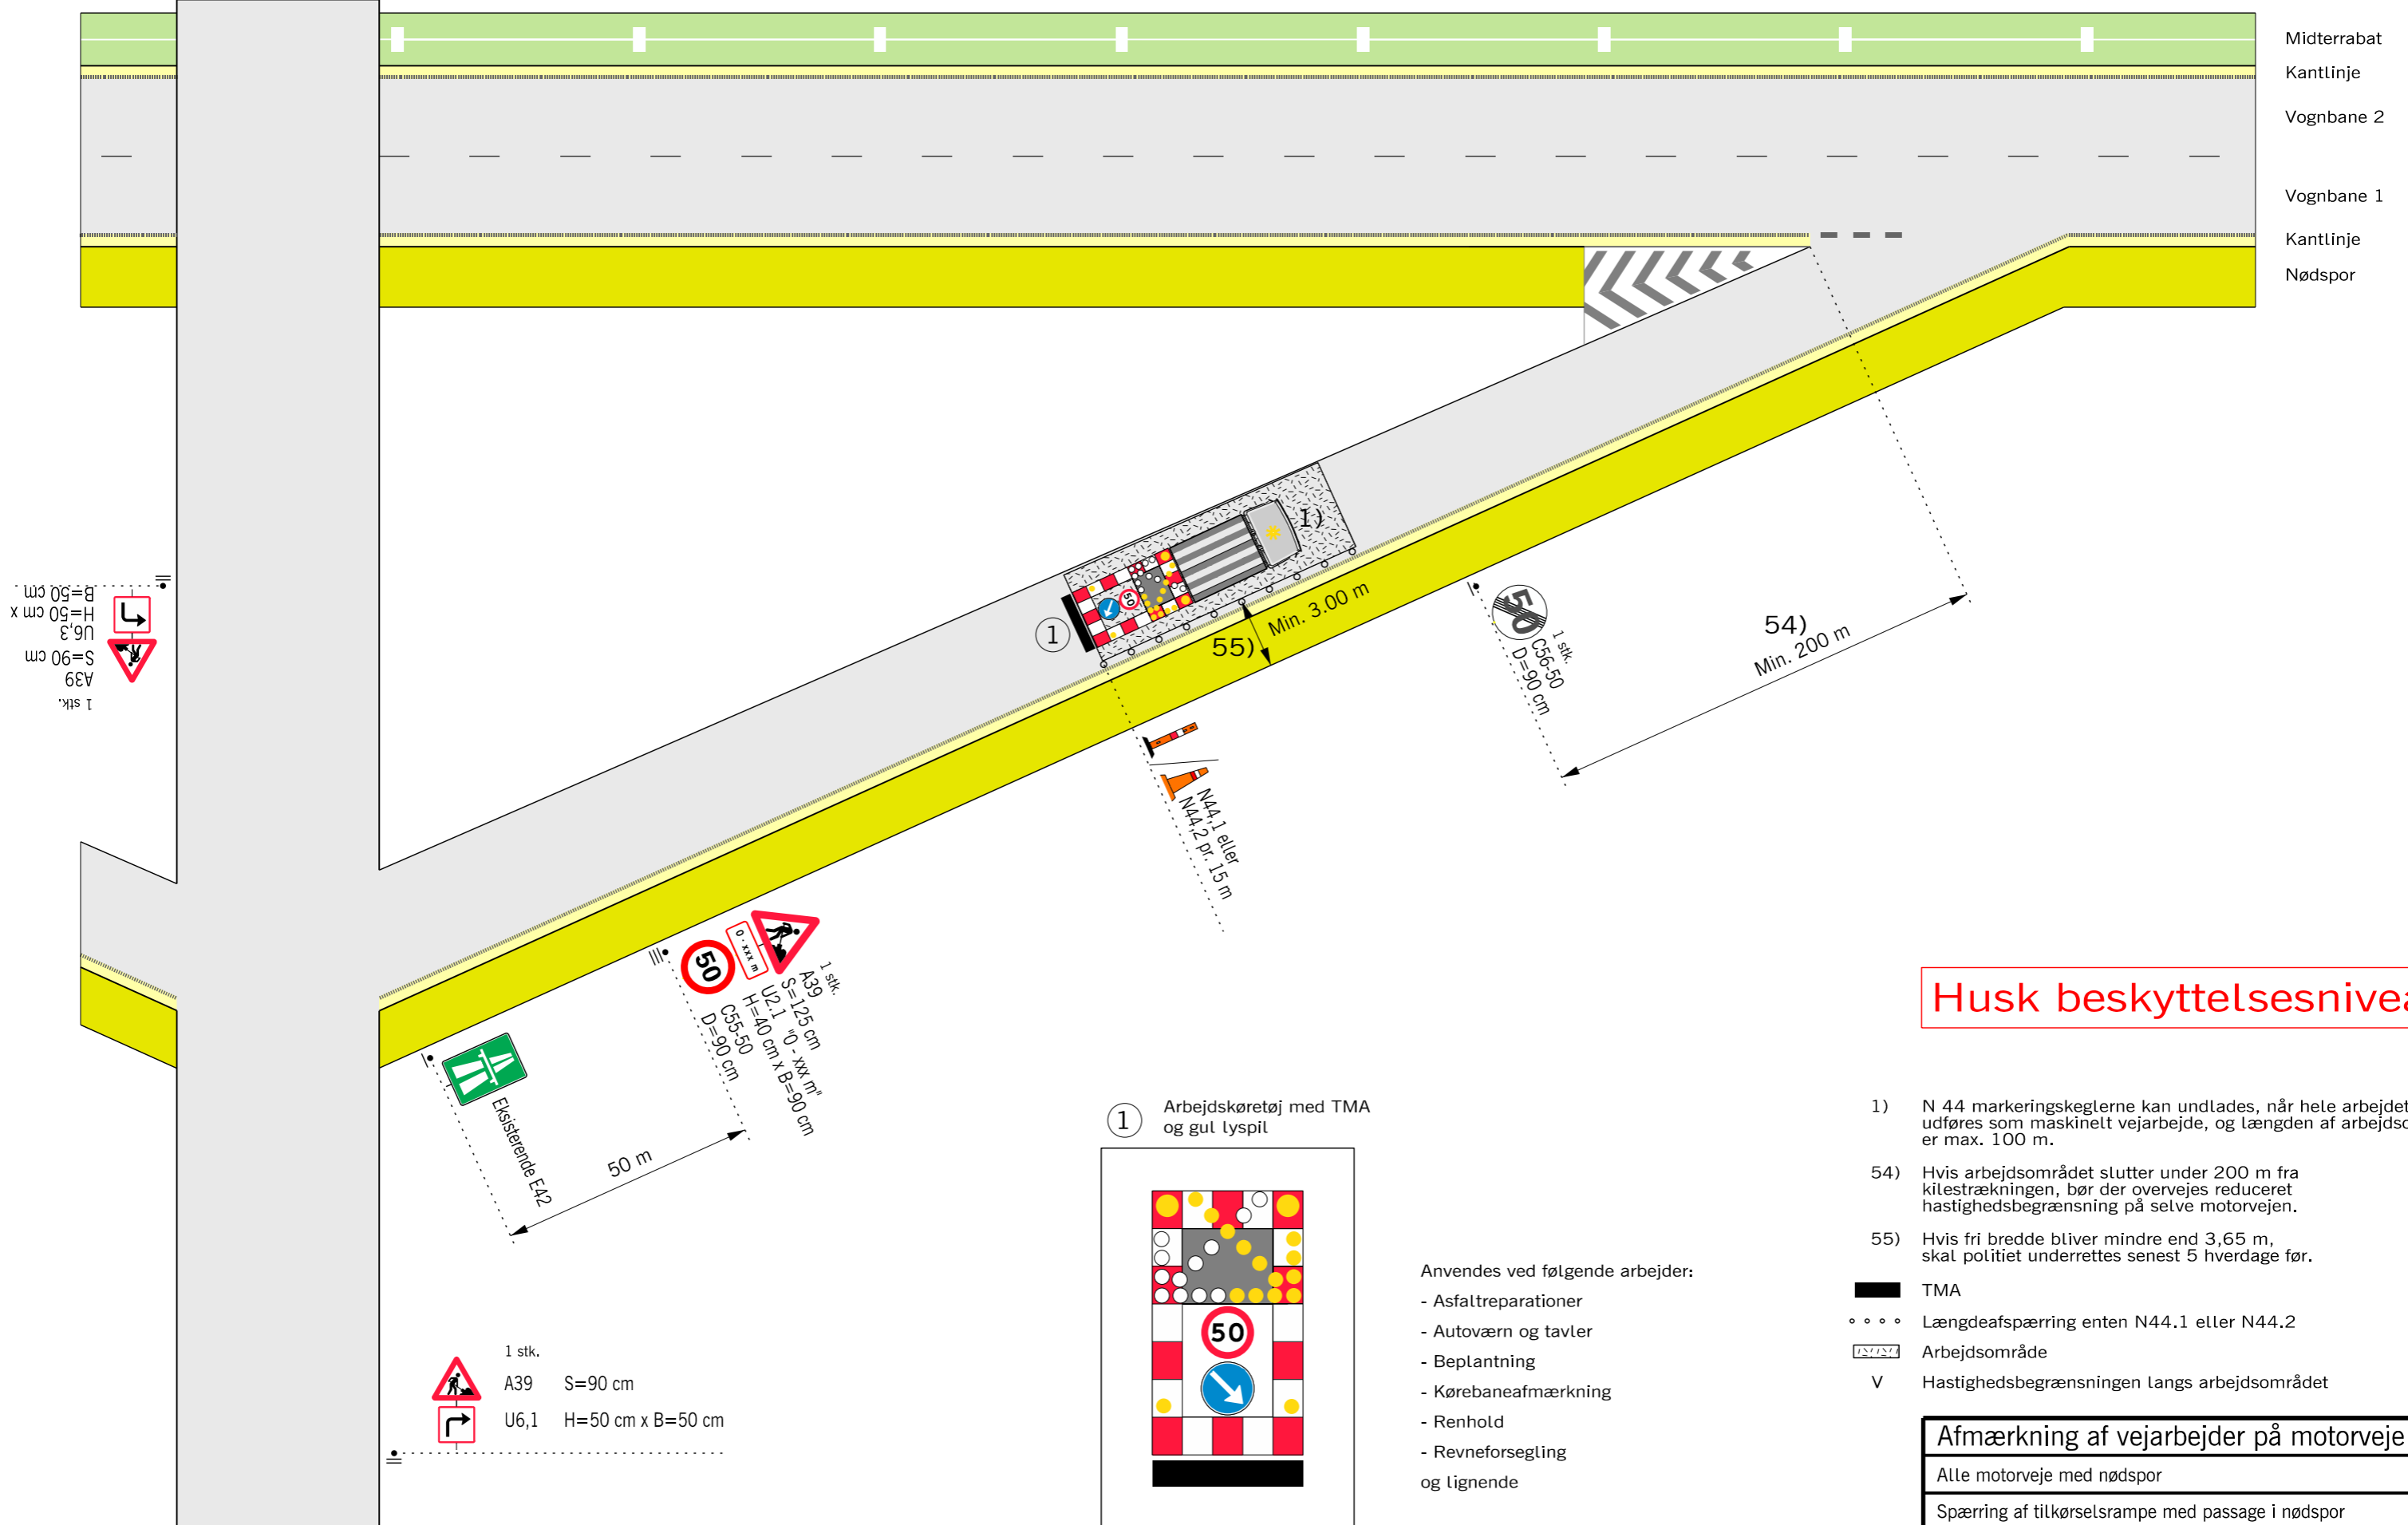 Midterrabat
Kantlinje
Vognbane 2
Vognbane 1
Kantlinje
Nødspor
1 stk.
A39
S=90 cm
U6,3
H=50 cm x
B=50 cm
1)
50
1
55)
Min. 3.00 m
50
1 stk.
C56-50
D=90 cm
54)
Min. 200 m
N44,1 eller
N44,2 pr. 15 m
50
0 - xxx m
1 stk.
A39
S=125 cm
U2.1 "0 - xxx m"
H=40 cm x B=90 cm
C55-50
D=90 cm
Eksisterende E42
50 m
1 stk.
A39 S=90 cm
U6,1 H=50 cm x B=50 cm
1
Arbejdskøretøj med TMA
og gul lyspil
50
Anvendes ved følgende arbejder:
- Asfaltreparationer
- Autoværn og tavler
- Beplantning
- Kørebaneafmærkning
- Renhold
- Revneforsegling
og lignende
Husk
1) N 44 markeringskeglerne kan undlades, når hele arbejdet
udføres som maskinelt vejarbejde, og længden af
er max. 100 m.
54) Hvis arbejdsområdet slutter under 200 m fra
kilestrækningen, bør der overvejes reduceret
hastighedsbegrænsning på selve motorvejen.
55) Hvis fri bredde bliver mindre end 3,65 m,
skal politiet underrettes senest 5 hverdage før.
TMA
Længdeafspærring enten N44.1 eller N44.2
Arbejdsområde
V Hastighedsbegrænsningen langs arbejdsområdet
Afmærkning af vejarbejder på motorveje
Alle motorveje med nødspor
Spærring af tilkørselsrampe med passage i nødspor